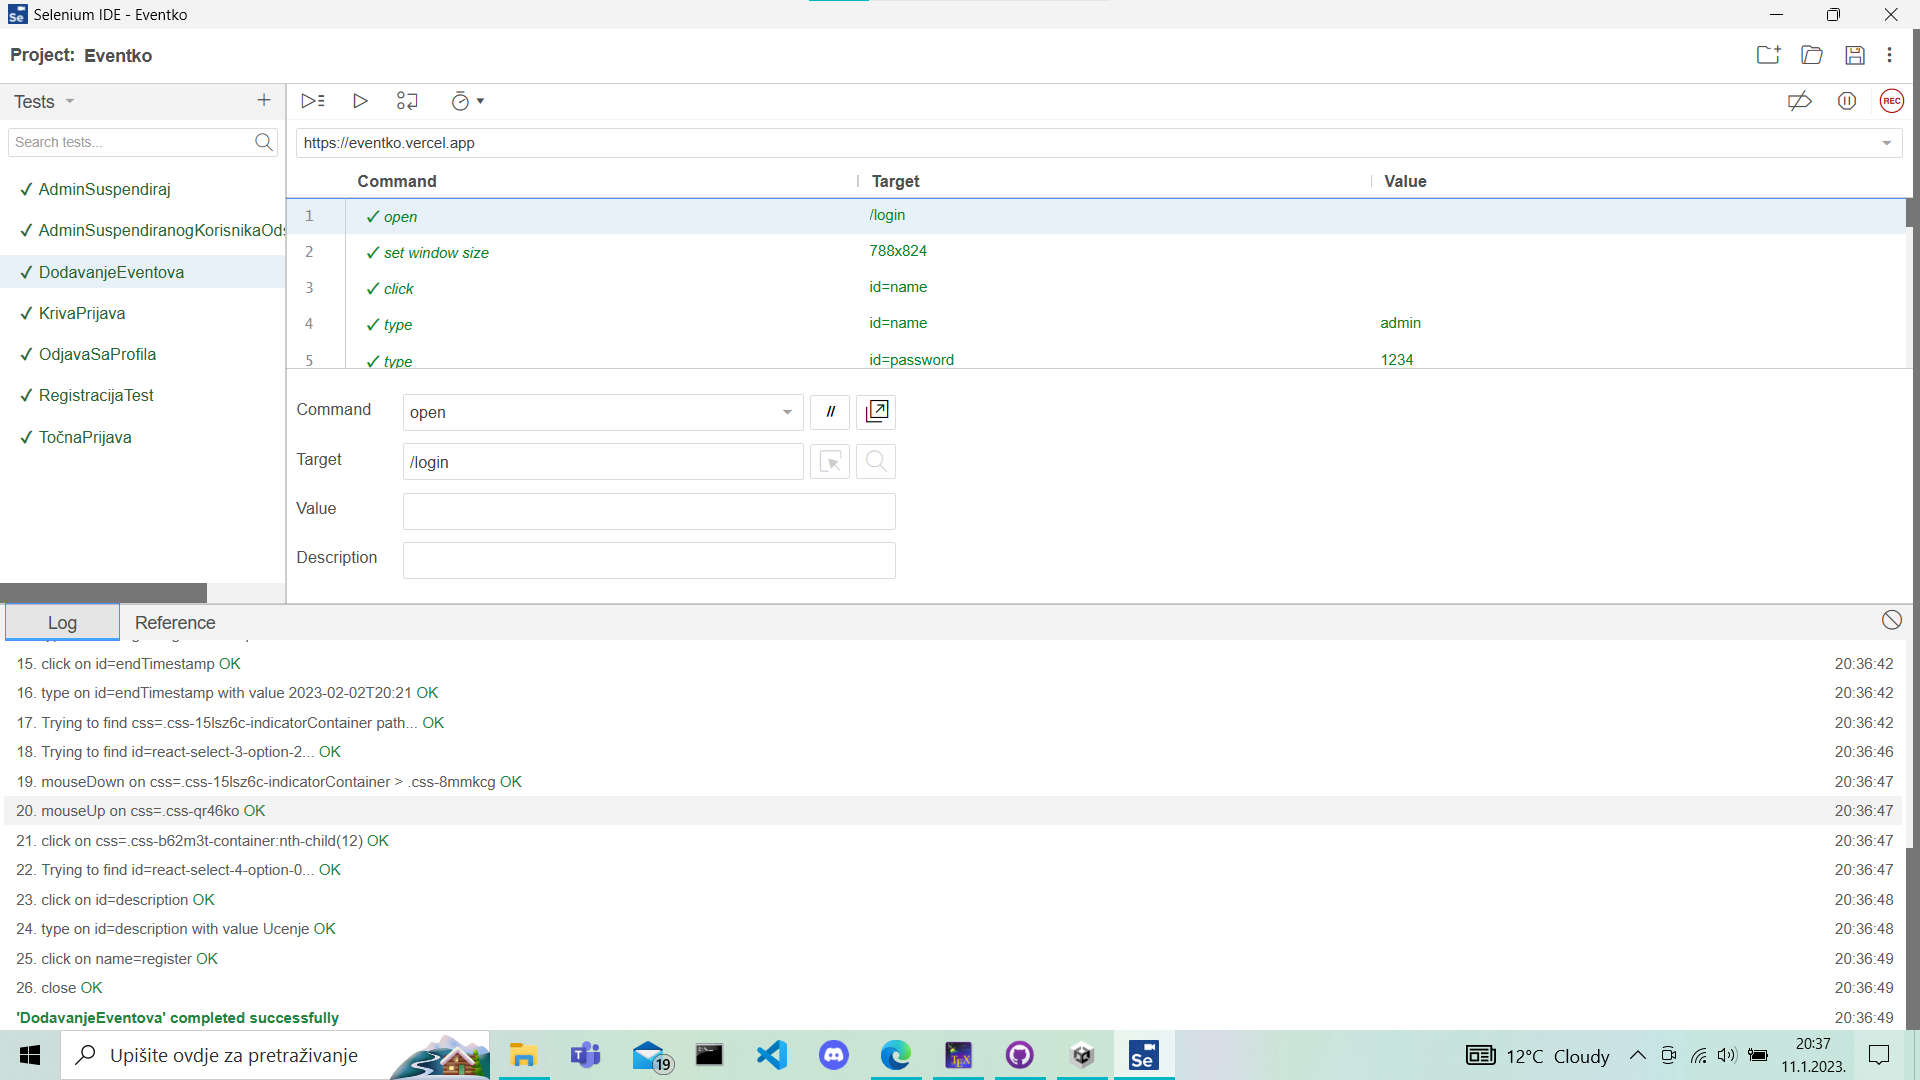 Selenium IDE - Eventko
Project: Eventko
Tests
REC
Search tests...
https://eventko.vercel.app
Command Target Value
✓ AdminSuspendiraj
✓ AdminSuspendiranogKorisnikaOds
✓ DodavanjeEventova
✓ KrivaPrijava
✓ OdjavaSaProfila
✓ RegistracijaTest
✓ TočnaPrijava
1 ✓ open /login
2 ✓ set window size 788x824
3 ✓ click id=name
4 ✓ type id=name admin
5 ✓ type id=password 1234
Command open //
Target /login
Value
Description
Log Reference
15. click on id=endTimestamp OK 20:36:42
16. type on id=endTimestamp with value 2023-02-02T20:21 OK 20:36:42
17. Trying to find css=.css-15lsz6c-indicatorContainer path... OK 20:36:42
18. Trying to find id=react-select-3-option-2... OK 20:36:46
19. mouseDown on css=.css-15lsz6c-indicatorContainer > .css-8mmkcg OK 20:36:47
20. mouseUp on css=.css-qr46ko OK 20:36:47
21. click on css=.css-b62m3t-container:nth-child(12) OK 20:36:47
22. Trying to find id=react-select-4-option-0... OK 20:36:47
23. click on id=description OK 20:36:48
24. type on id=description with value Ucenje OK 20:36:48
25. click on name=register OK 20:36:49
26. close OK 20:36:49
'DodavanjeEventova' completed successfully 20:36:49
Upišite ovdje za pretraživanje
19
Se
12°C Cloudy
20:37
11.1.2023.